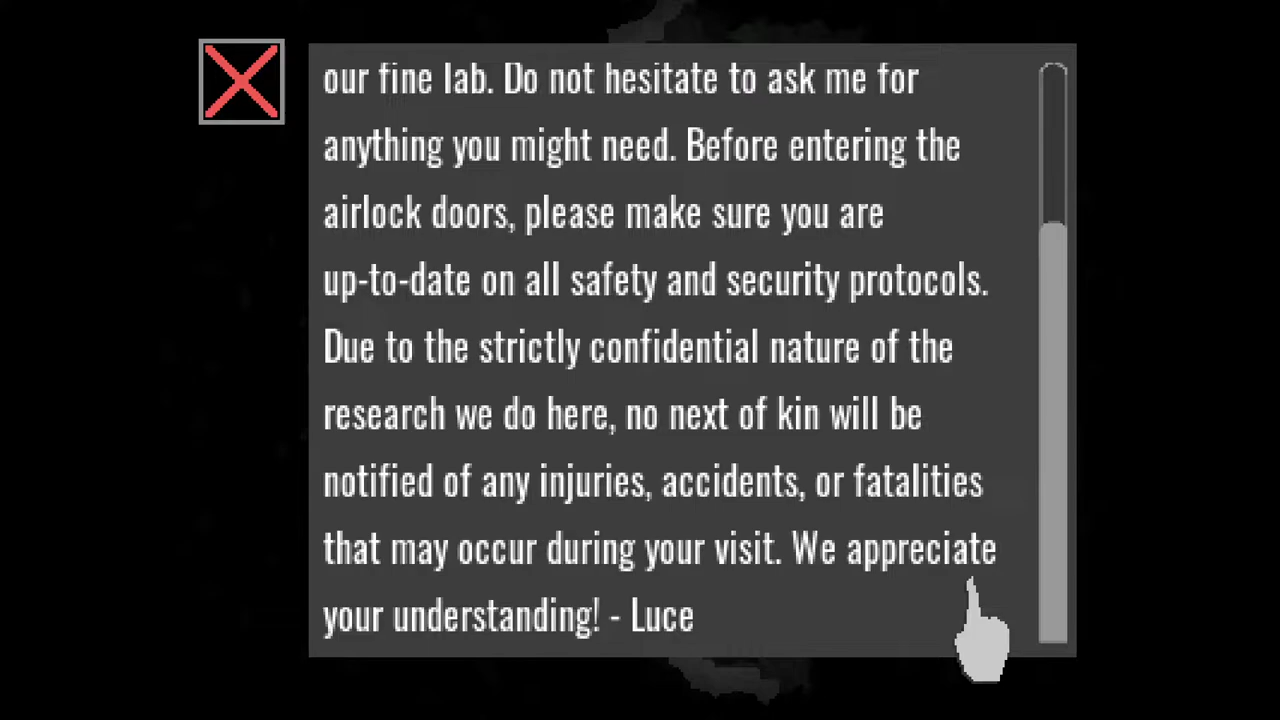 our fine lab. Do not hesitate to ask me for
anything you might need. Before entering the
airlock doors, please make sure you are
up-to-date on all safety and security protocols.
Due to the strictly confidential nature of the
research we do here, no next of kin will be
notified of any injuries, accidents, or fatalities
that may occur during your visit. We appreciate
your understanding! - Luce